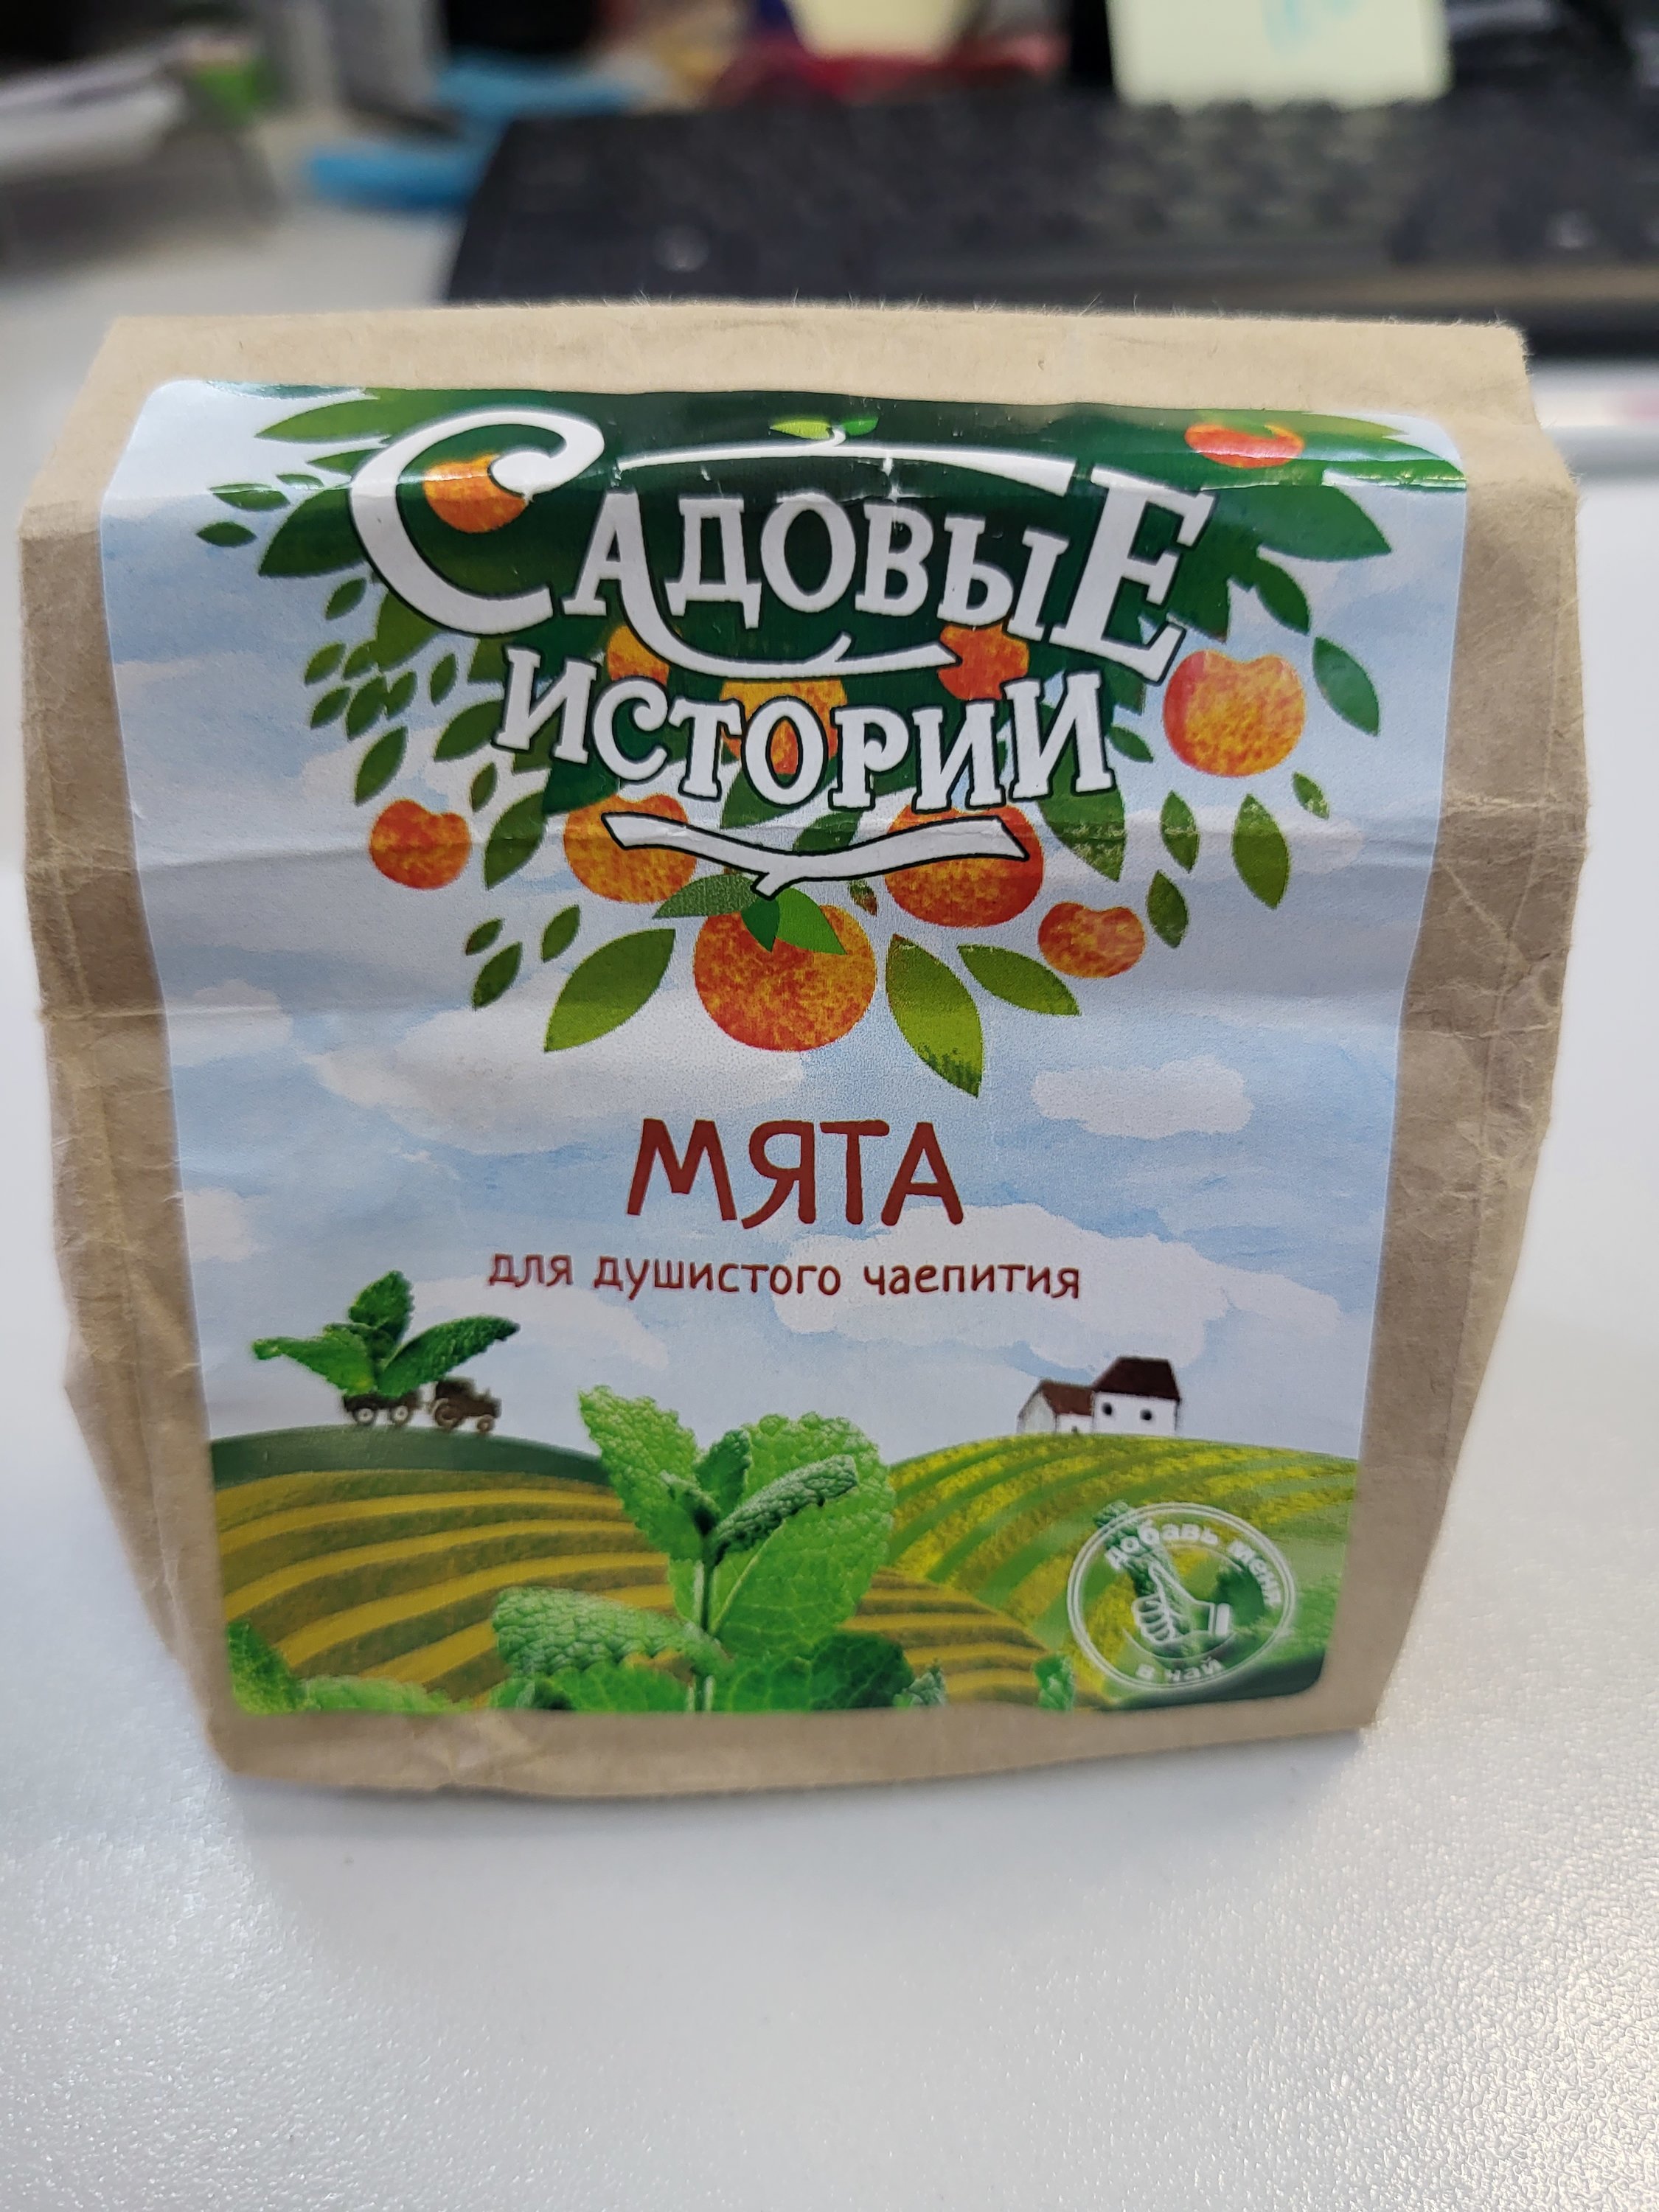 САДОВЫЕ
ИСТОРИИ
МЯТА
для душистого чаепития
добавь меня
в чай